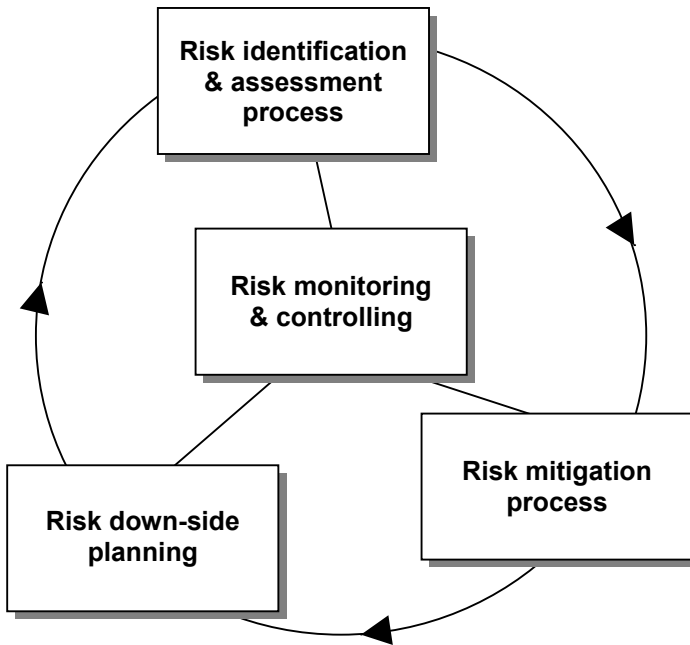 Risk identification
& assessment
process
Risk monitoring
& controlling
Risk mitigation
process
Risk down-side
planning